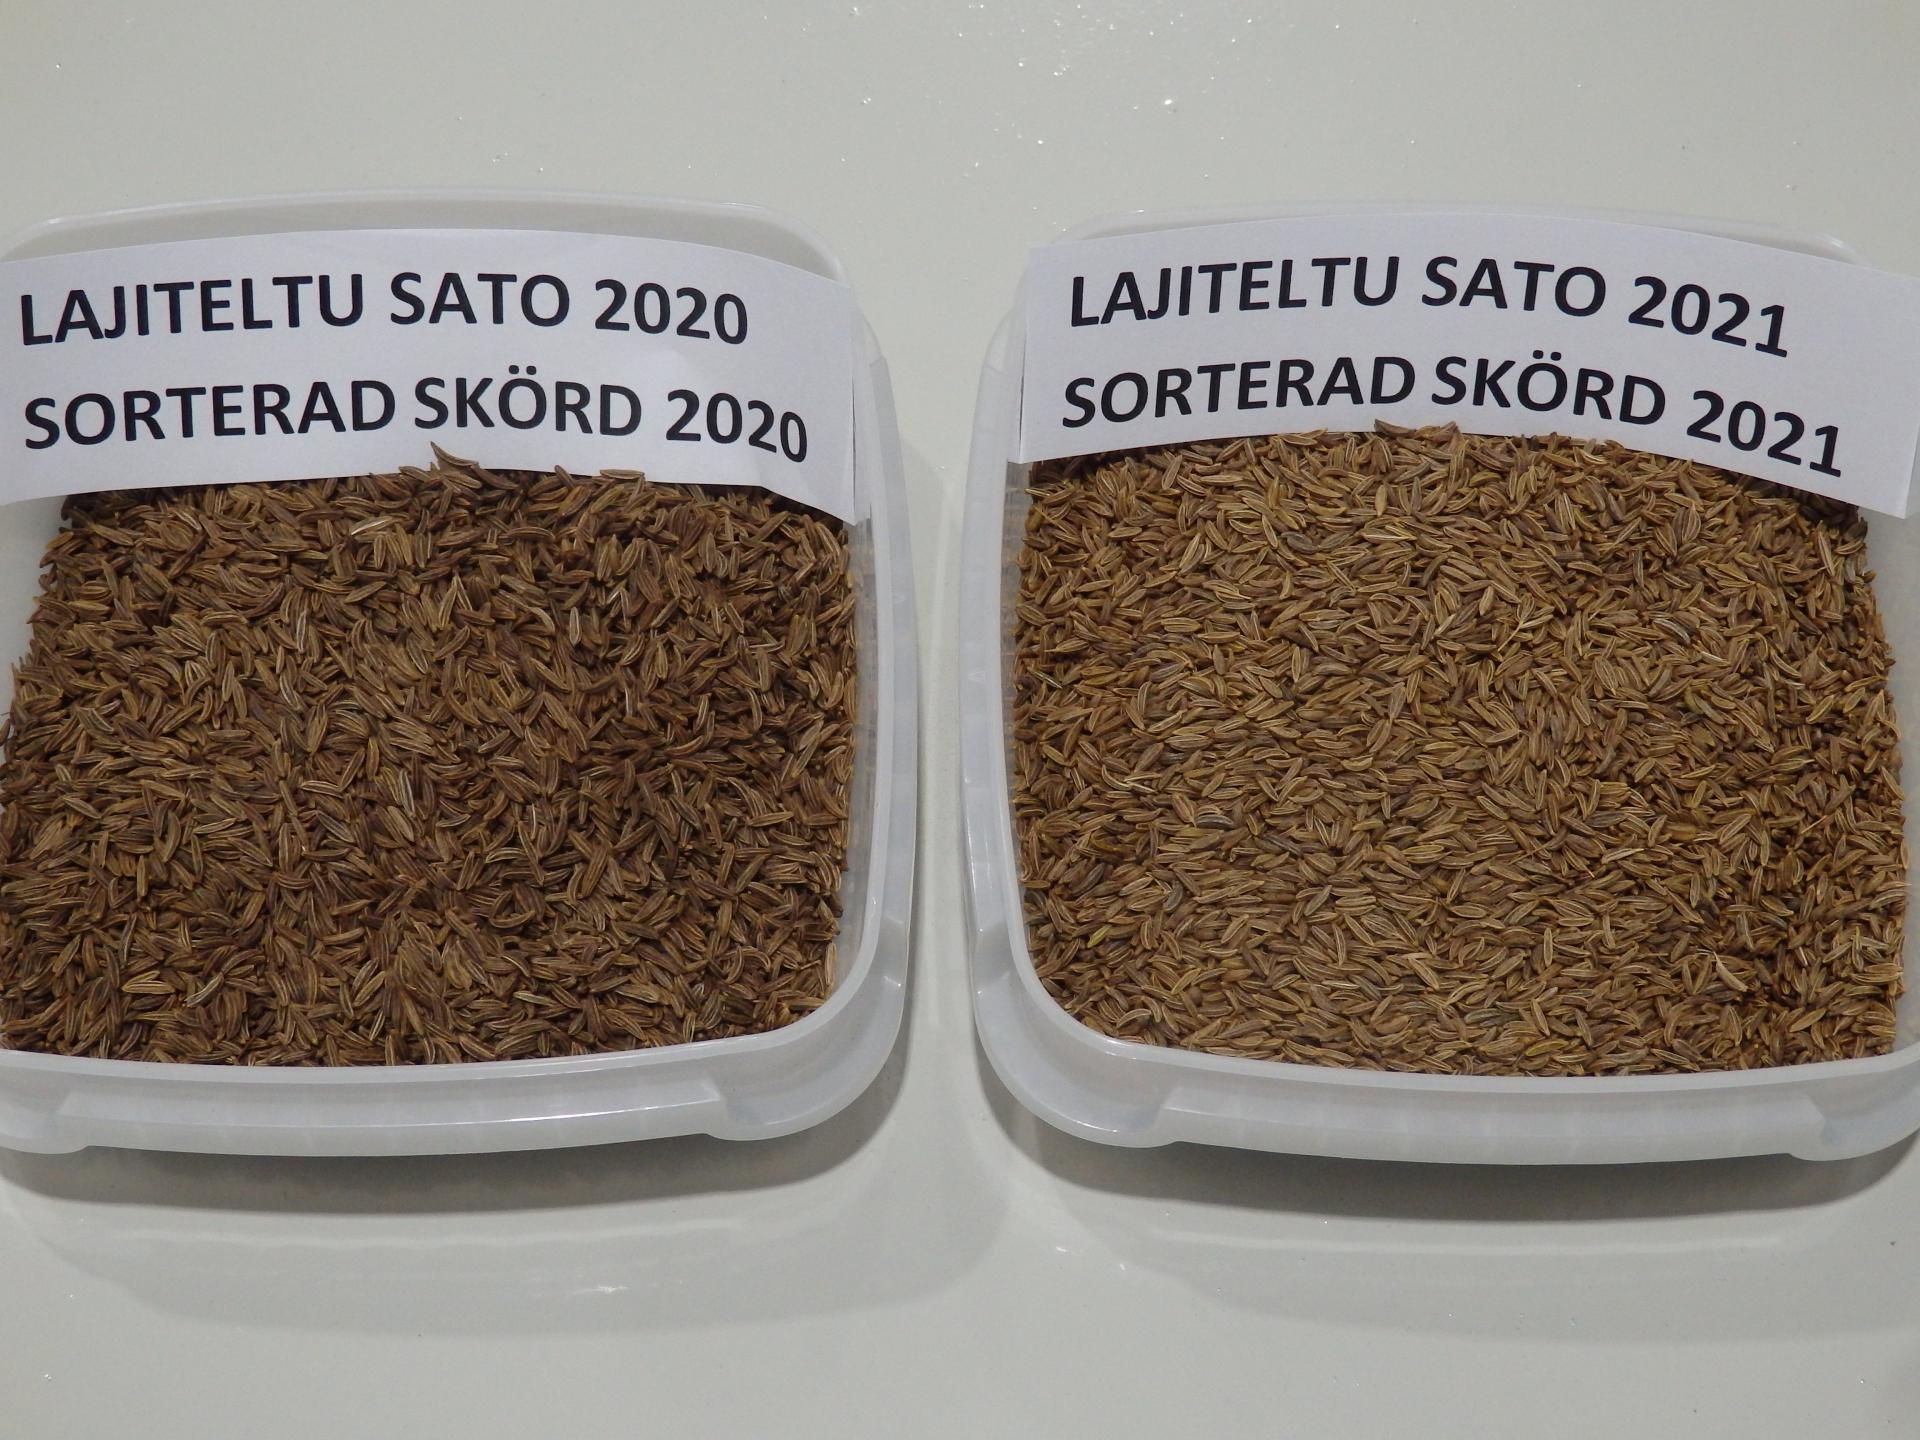 LAJITELTU SATO 2020
SORTERAD SKÖRD 2020
LAJITELTU SATO 2021
SORTERAD SKÖRD 2021